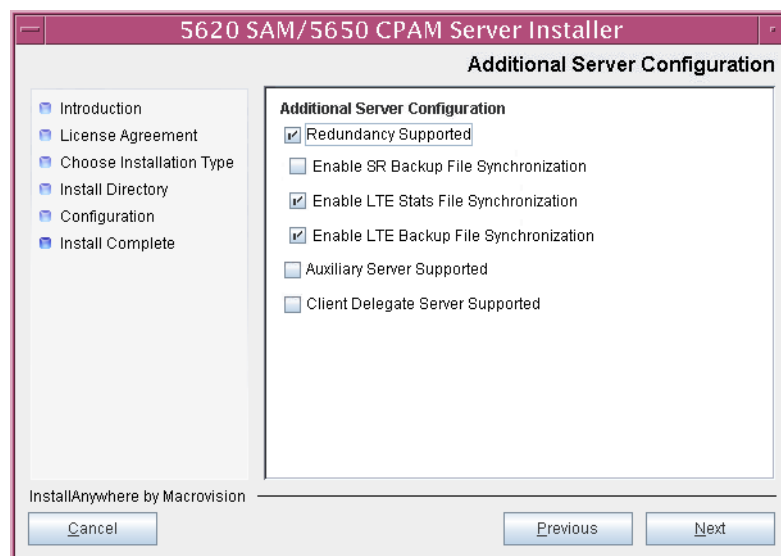 5620 SAM/5650 CPAM Server Installer
Additional Server Configuration
Introduction
License Agreement
Choose Installation Type
Install Directory
Configuration
Install Complete
Additional Server Configuration
Redundancy Supported
Enable SR Backup File Synchronization
Enable LTE Stats File Synchronization
Enable LTE Backup File Synchronization
Auxiliary Server Supported
Client Delegate Server Supported
InstallAnywhere by Macrovision
Cancel
Previous
Next